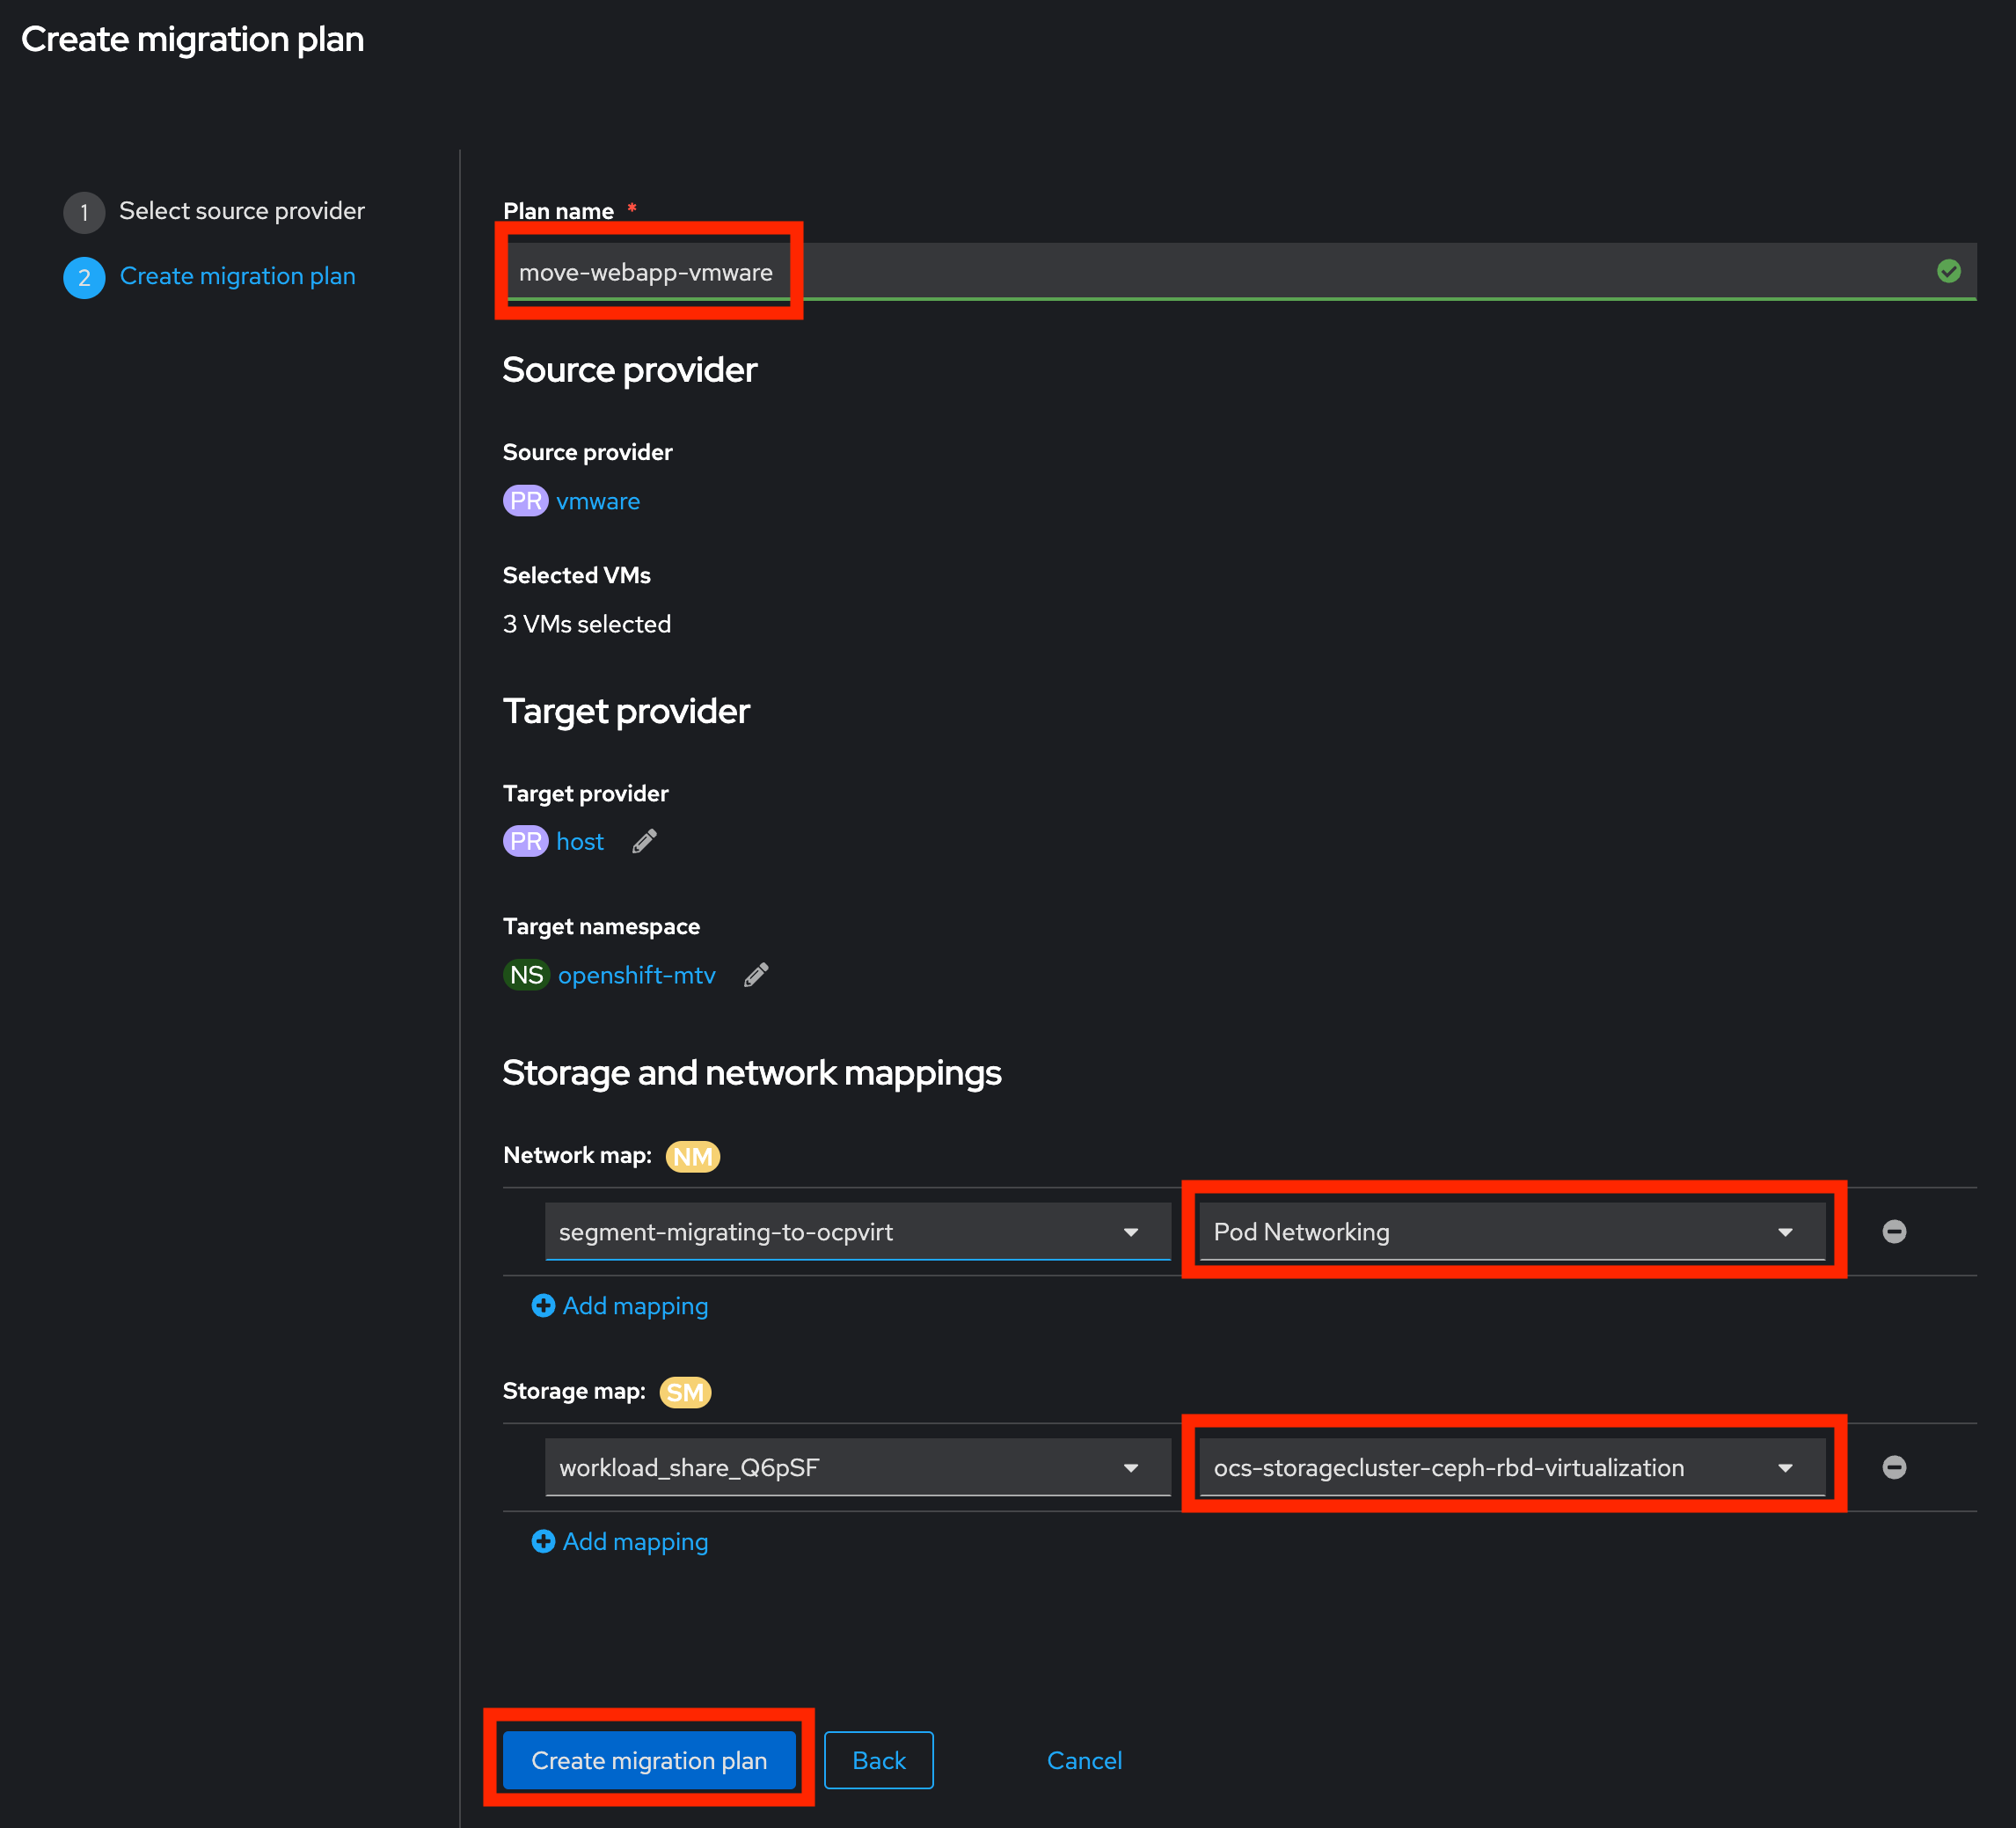 Create migration plan
1 Select source provider
2 Create migration plan
Plan name *
move-webapp-vmware
Source provider
Source provider
PR vmware
Selected VMs
3 VMs selected
Target provider
Target provider
PR host
Target namespace
NS openshift-mtv
Storage and network mappings
Network map: NM
segment-migrating-to-ocpvirt Pod Networking
Add mapping
Storage map: SM
workload_share_Q6pSF ocs-storagecluster-ceph-rbd-virtualization
Add mapping
Create migration plan Back Cancel